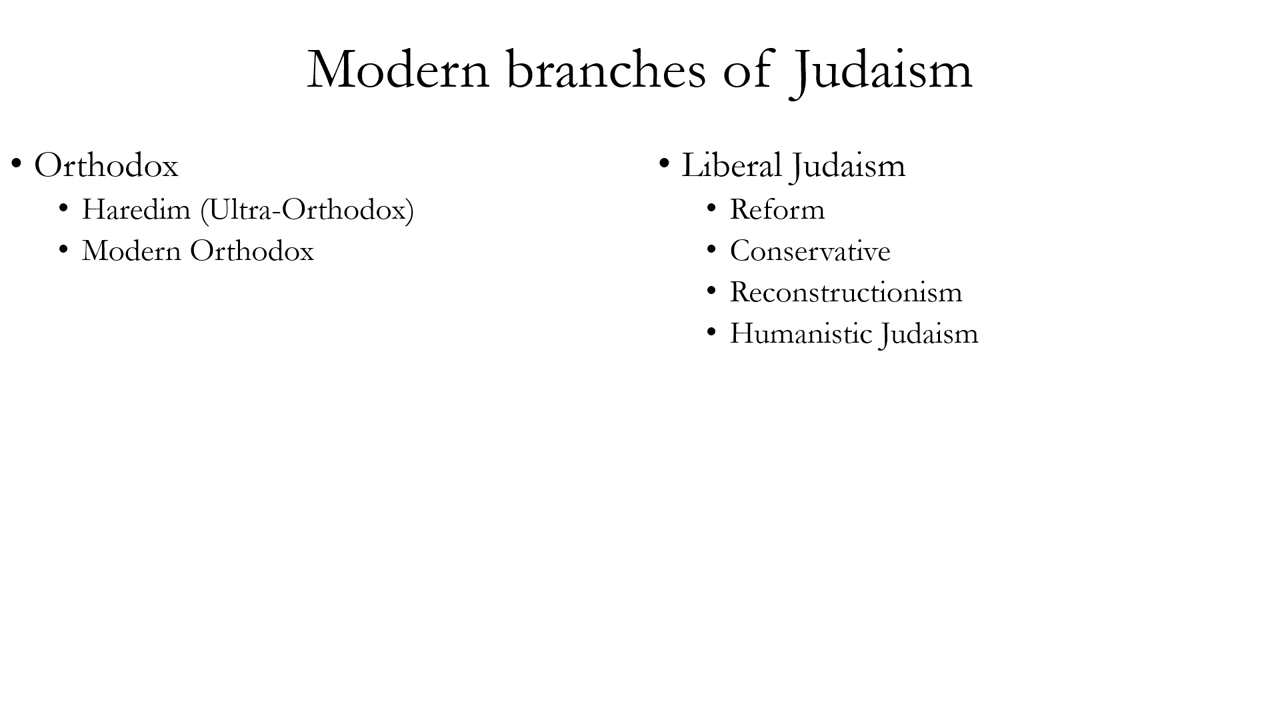 Modern branches of Judaism
• Orthodox
• Haredim (Ultra-Orthodox)
• Modern Orthodox
• Liberal Judaism
• Reform
• Conservative
• Reconstructionism
• Humanistic Judaism